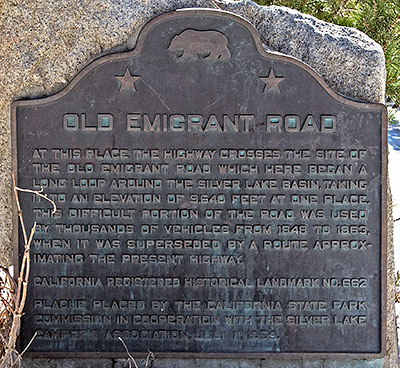 OLD EMIGRANT ROAD
AT THIS PLACE THE HIGHWAY CROSSES THE SITE OF
THE OLD EMIGRANT ROAD WHICH HERE BEGAN A
LONG LOOP AROUND THE SILVER LAKE BASIN, TAKING
IT TO AN ELEVATION OF 9,640 FEET AT ONE PLACE.
THIS DIFFICULT PORTION OF THE ROAD WAS USED
BY THOUSANDS OF VEHICLES FROM 1848 TO 1863,
WHEN IT WAS SUPERSEDED BY A ROUTE APPROX-
IMATING THE PRESENT HIGHWAY.
CALIFORNIA REGISTERED HISTORICAL LANDMARK NO. 662
PLAQUE PLACED BY THE CALIFORNIA STATE PARK
COMMISSION IN COOPERATION WITH THE SILVER LAKE
CAMPERS ASSOCIATION, JULY